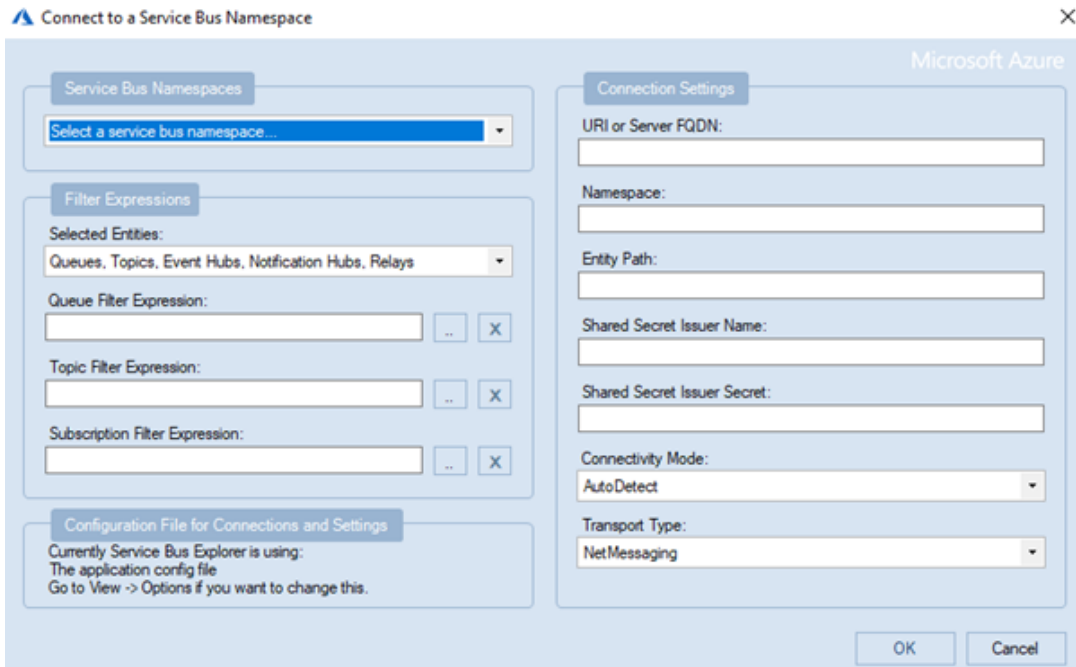 Connect to a Service Bus Namespace
Microsoft Azure
Service Bus Namespaces
Select a service bus namespace...
Filter Expressions
Selected Entities:
Queues, Topics, Event Hubs, Notification Hubs, Relays
Queue Filter Expression:
..
X
Topic Filter Expression:
..
X
Subscription Filter Expression:
..
X
Configuration File for Connections and Settings
Currently Service Bus Explorer is using:
The application config file
Go to View -> Options if you want to change this.
Connection Settings
URI or Server FQDN:
Namespace:
Entity Path:
Shared Secret Issuer Name:
Shared Secret Issuer Secret:
Connectivity Mode:
AutoDetect
Transport Type:
NetMessaging
OK
Cancel